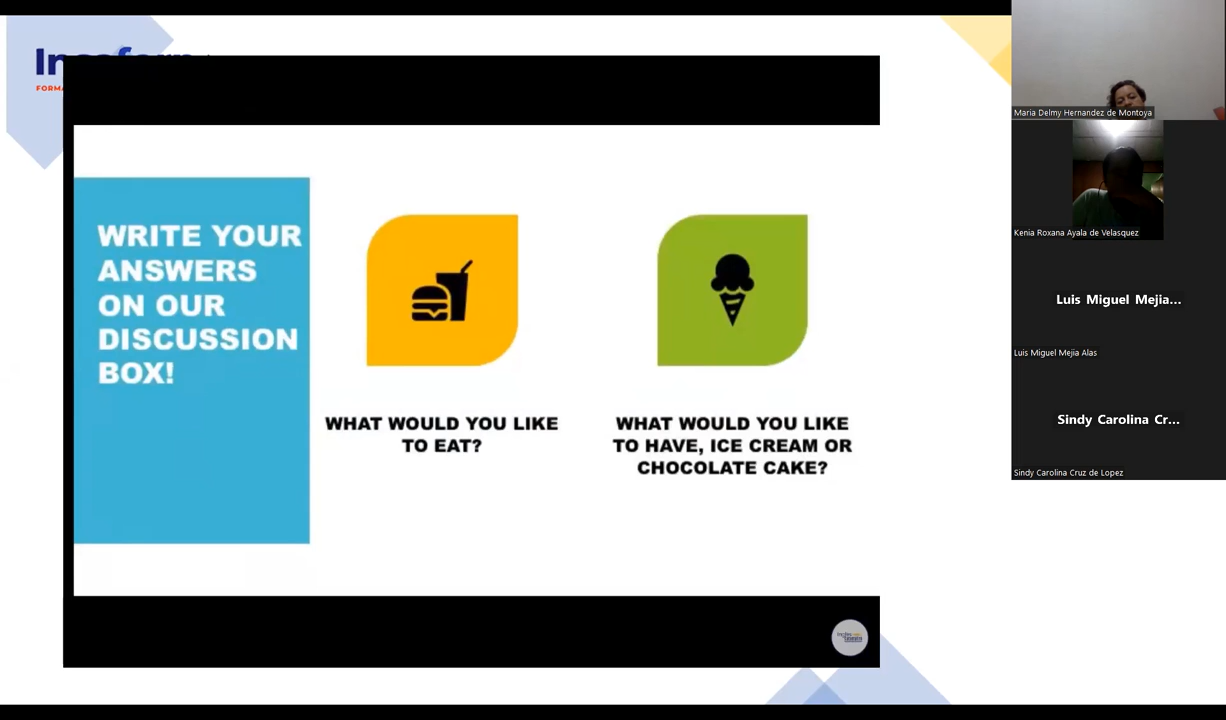 WRITE YOUR
ANSWERS
ON OUR
DISCUSSION
BOX!
WHAT WOULD YOU LIKE
TO EAT?
WHAT WOULD YOU LIKE
TO HAVE, ICE CREAM OR
CHOCOLATE CAKE?
Maria Delmy Hernandez de Montoya
Kenia Roxana Ayala de Velasquez
Luis Miguel Mejia...
Luis Miguel Mejia Alas
Sindy Carolina Cr...
Sindy Carolina Cruz de Lopez